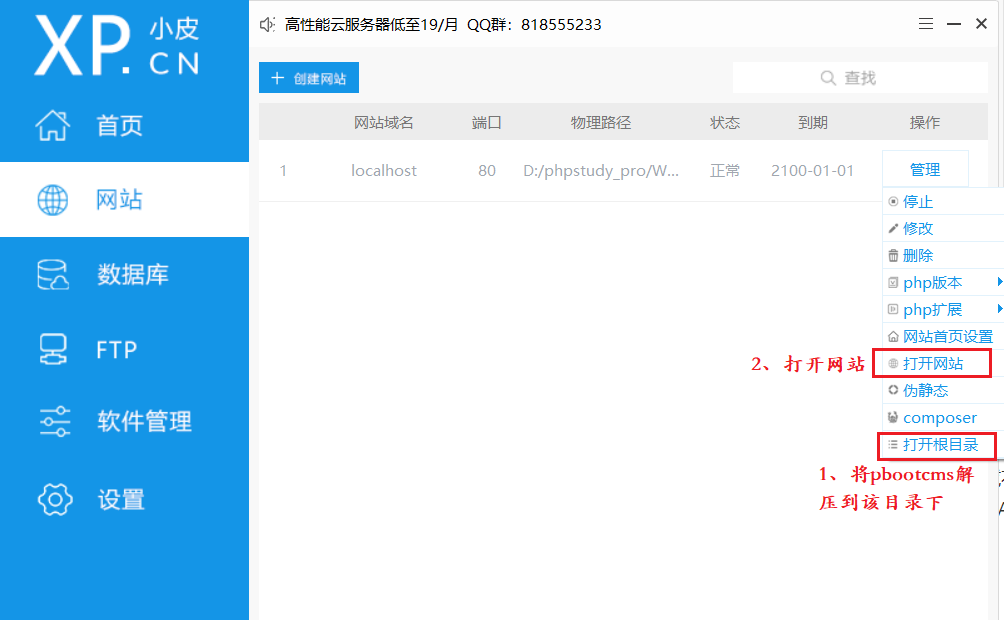 XP. 小皮
CN
高性能云服务器低至19/月 QQ群：818555233
首页
网站
数据库
FTP
软件管理
设置
创建网站
查找
网站域名 端口 物理路径 状态 到期 操作
1 localhost 80 D:/phpstudy_pro/W... 正常 2100-01-01 管理
停止
修改
删除
php版本
php扩展
网站首页设置
2、打开网站 打开网站
伪静态
composer
打开根目录
1、将pbootcms解
压到该目录下